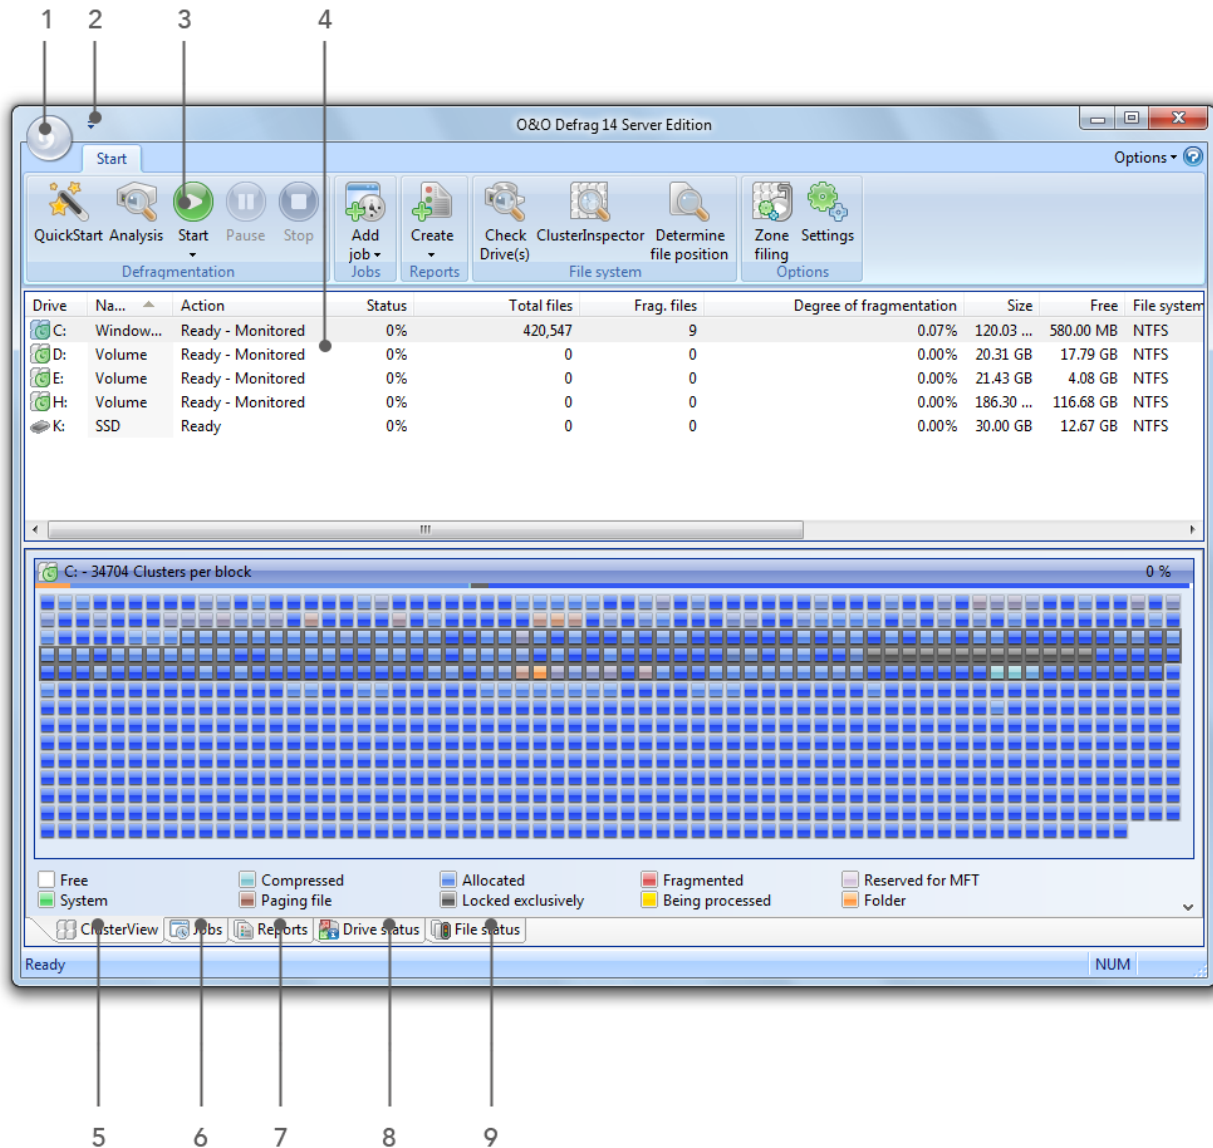 1 2 3 4
O&O Defrag 14 Server Edition
Start
Options
QuickStart Analysis Start Pause Stop Add job Create Check Drive(s) ClusterInspector Determine file position Zone filing Settings
Defragmentation Jobs Reports File system Options
Drive Na... Action Status Total files Frag. files Degree of fragmentation Size Free File system
C: Window... Ready - Monitored 0% 420,547 9 0.07% 120.03 ... 580.00 MB NTFS
D: Volume Ready - Monitored 0% 0 0 0.00% 20.31 GB 17.79 GB NTFS
E: Volume Ready - Monitored 0% 0 0 0.00% 21.43 GB 4.08 GB NTFS
H: Volume Ready - Monitored 0% 0 0 0.00% 186.30 ... 116.68 GB NTFS
K: SSD Ready 0% 0 0 0.00% 30.00 GB 12.67 GB NTFS
C: - 34704 Clusters per block 0 %
Free Compressed Allocated Fragmented Reserved for MFT
System Paging file Locked exclusively Being processed Folder
ClusterView Jobs Reports Drive status File status
Ready NUM
5 6 7 8 9